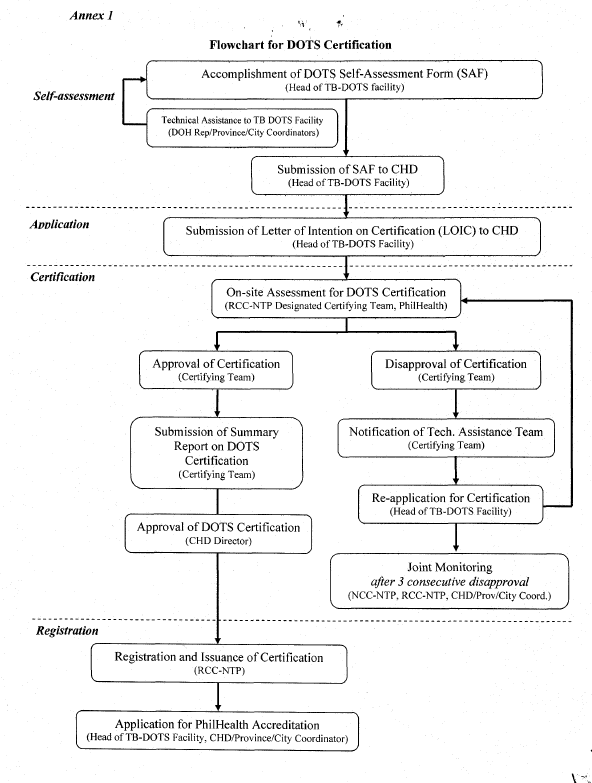 Annex 1
Flowchart for DOTS Certification
Accomplishment of DOTS Self-Assessment Form (SAF)
(Head of TB-DOTS facility)
Self-assessment
Technical Assistance to TB DOTS Facility
(DOH Rep/Province/City Coordinators)
Submission of SAF to CHD
(Head of TB-DOTS Facility)
Application
Submission of Letter of Intention on Certification (LOIC) to CHD
(Head of TB-DOTS Facility)
Certification
On-site Assessment for DOTS Certification
(RCC-NTP Designated Certifying Team, PhilHealth)
Approval of Certification
(Certifying Team)
Submission of Summary
Report on DOTS
Certification
(Certifying Team)
Approval of DOTS Certification
(CHD Director)
Disapproval of Certification
(Certifying Team)
Notification of Tech. Assistance Team
(Certifying Team)
Re-application for Certification
(Head of TB-DOTS Facility)
Joint Monitoring
after 3 consecutive disapproval
(NCC-NTP, RCC-NTP, CHD/Prov/City Coord.)
Registration
Registration and Issuance of Certification
(RCC-NTP)
Application for PhilHealth Accreditation
(Head of TB-DOTS Facility, CHD/Province/City Coordinator)